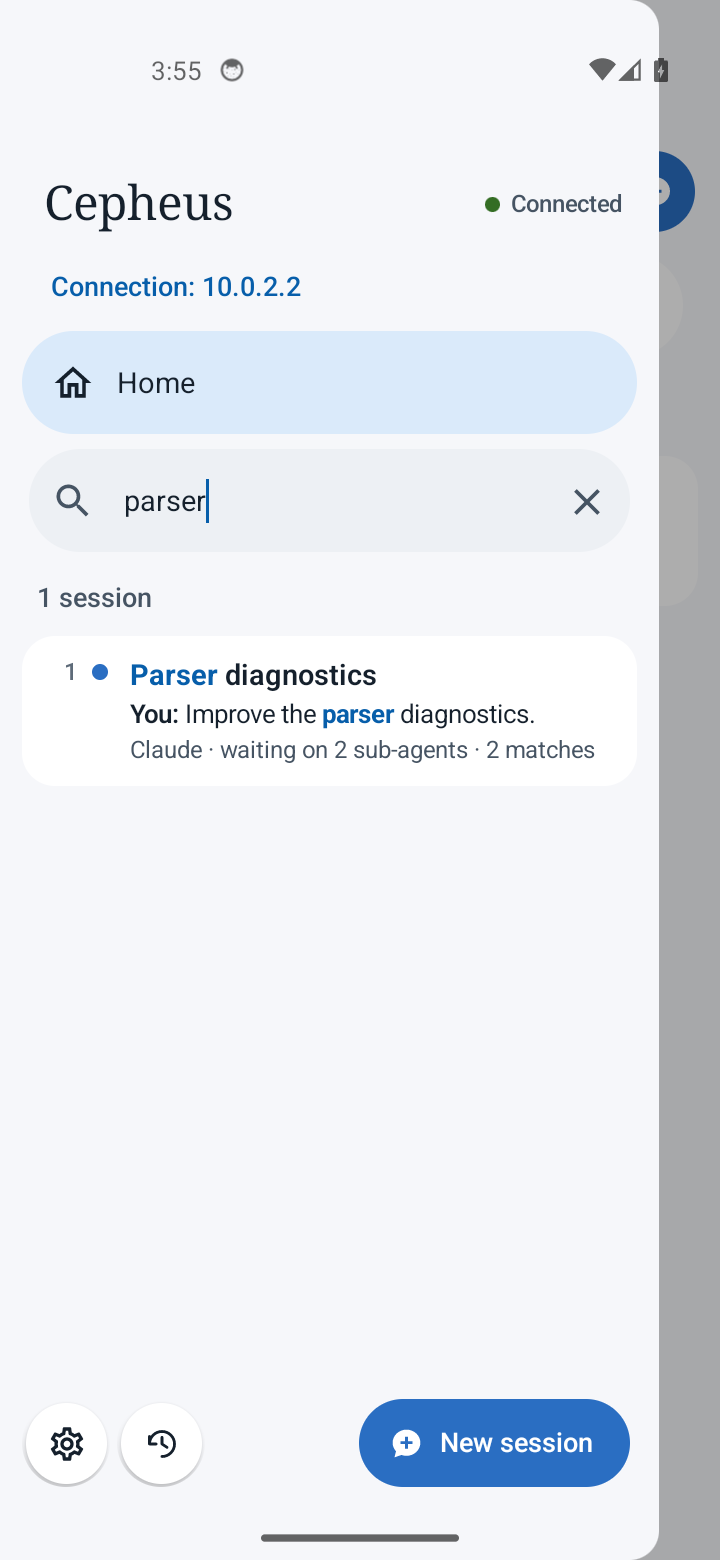 3:55
Cepheus
Connected
Connection: 10.0.2.2
Home
parser
1 session
1
Parser diagnostics
You: Improve the parser diagnostics.
Claude · waiting on 2 sub-agents · 2 matches
New session